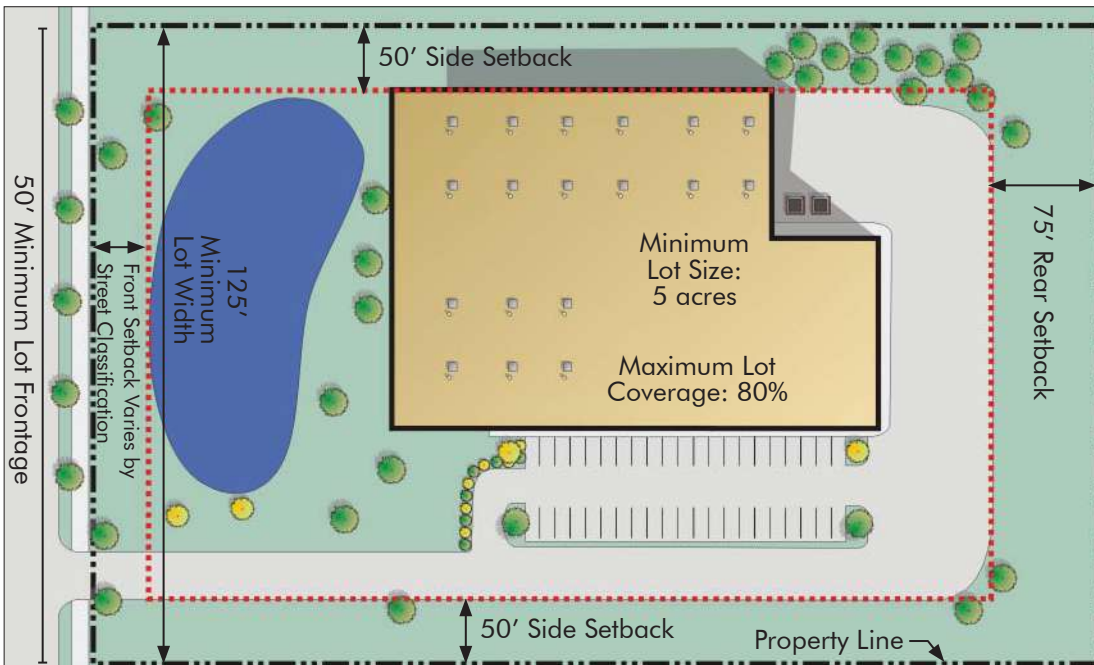 50' Side Setback
50' Minimum Lot Frontage
Front Setback Varies by
Street Classification
125'
Minimum
Lot Width
Minimum
Lot Size:
5 acres
Maximum Lot
Coverage: 80%
75' Rear Setback
50' Side Setback
Property Line